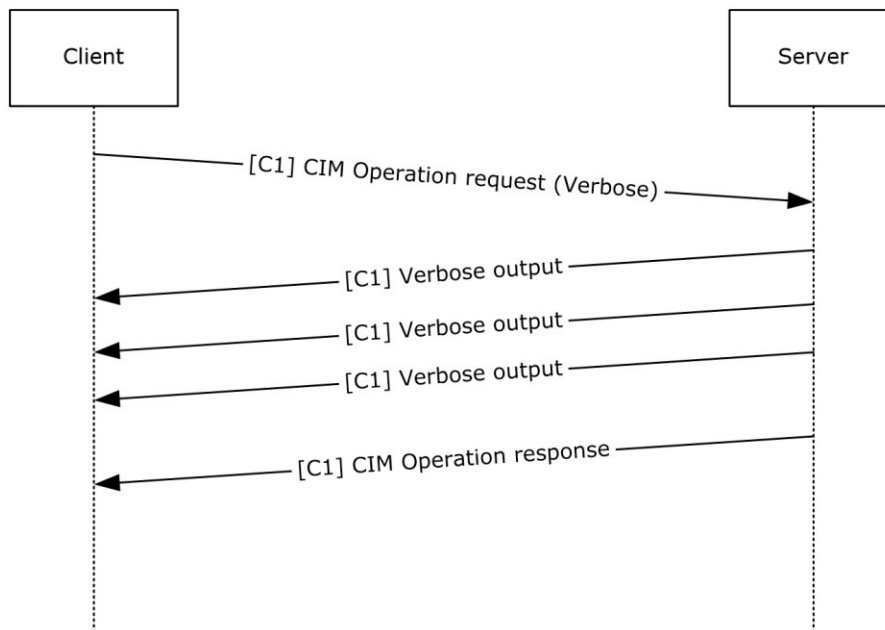 Client
Server
[C1] CIM Operation request (Verbose)
[C1] Verbose output
[C1] Verbose output
[C1] Verbose output
[C1] CIM Operation response